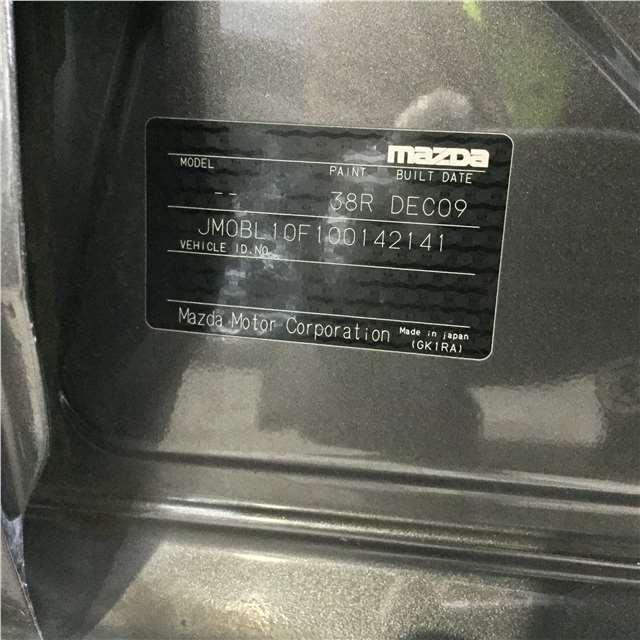 mazda
MODEL PAINT BUILT DATE
-- 38R DEC09
JM0BL10F100142141
VEHICLE ID.NO.
Mazda Motor Corporation Made in japan
(GK1RA)